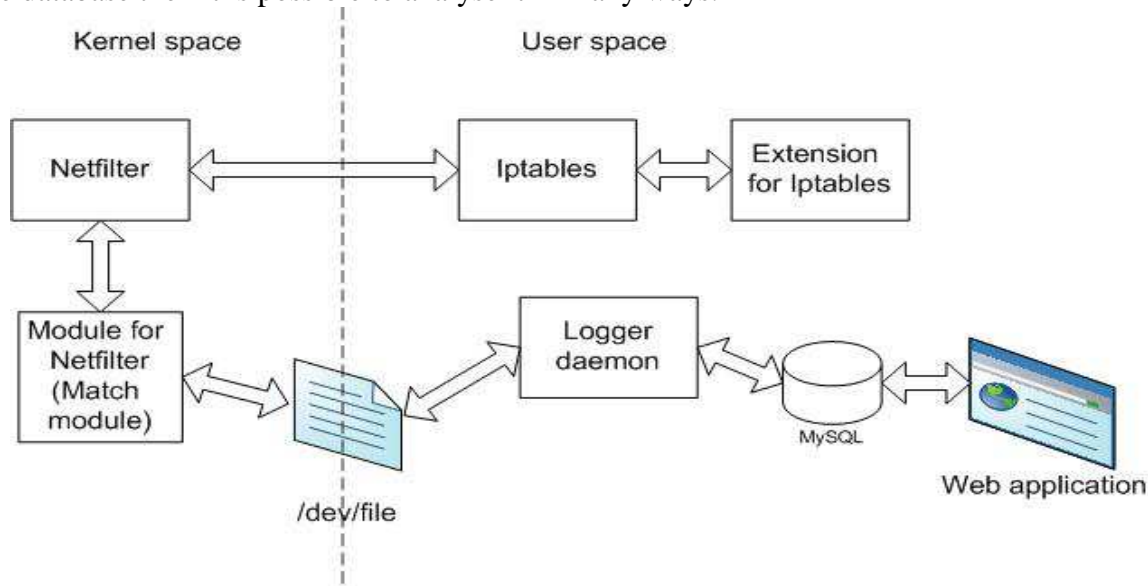 Kernel space
User space
Netfilter
Iptables
Extension
for Iptables
Module for
Netfilter
(Match
module)
Logger
daemon
MySQL
Web application
/dev/file